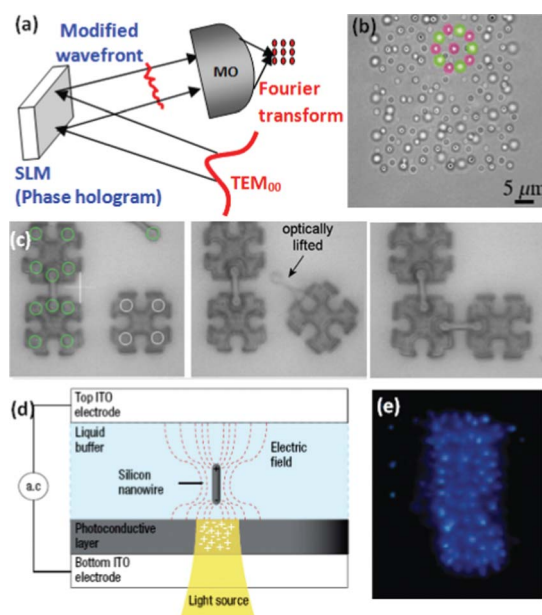 (a)
Modified
wavefront
MO
Fourier
transform
SLM
(Phase hologram)
TEM00
(b)
5 μm
(c)
optically
lifted
(d)
Top ITO
electrode
Liquid
buffer
Electric
field
Silicon
nanowire
a.c
Photoconductive
layer
Bottom ITO
electrode
Light source
(e)